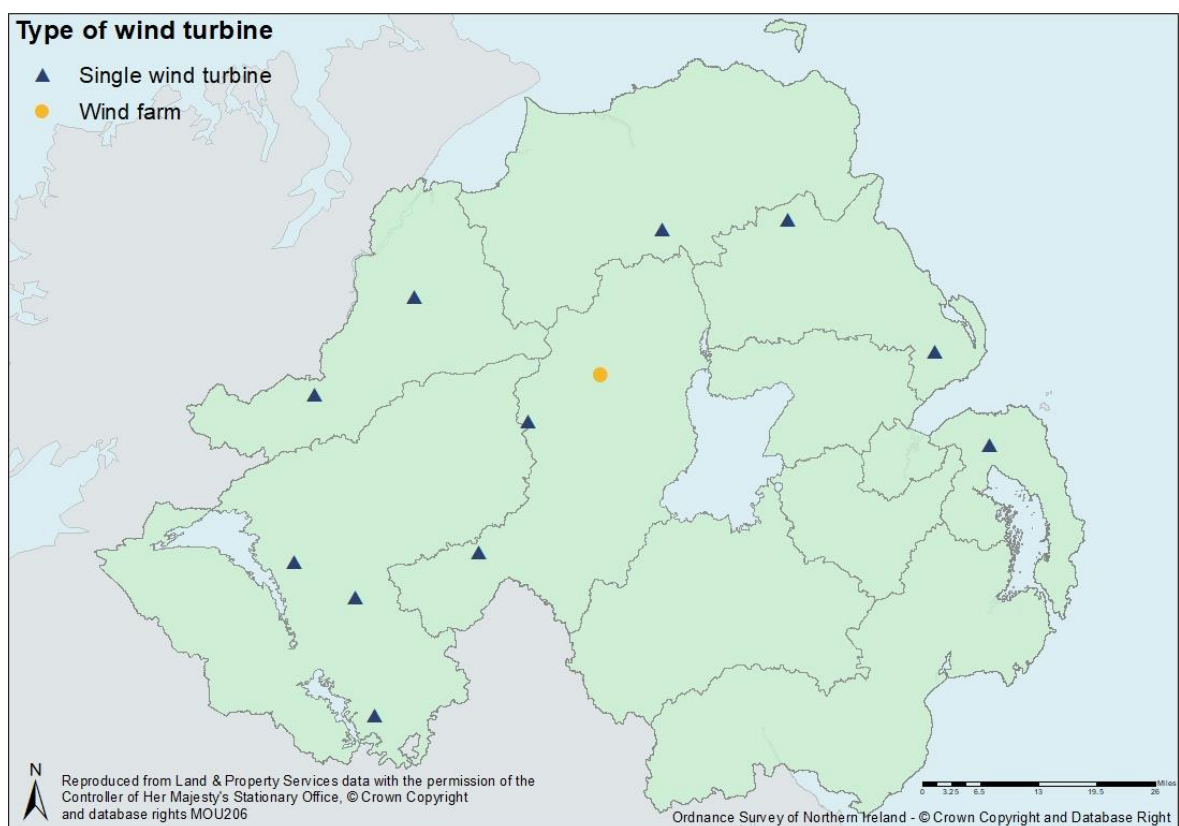 Type of wind turbine
Single wind turbine
Wind farm
N
Reproduced from Land & Property Services data with the permission of the
Controller of Her Majesty's Stationary Office, © Crown Copyright
and database rights MOU206
Miles
0 3.25 6.5 13 19.5 26
Ordnance Survey of Northern Ireland - © Crown Copyright and Database Right